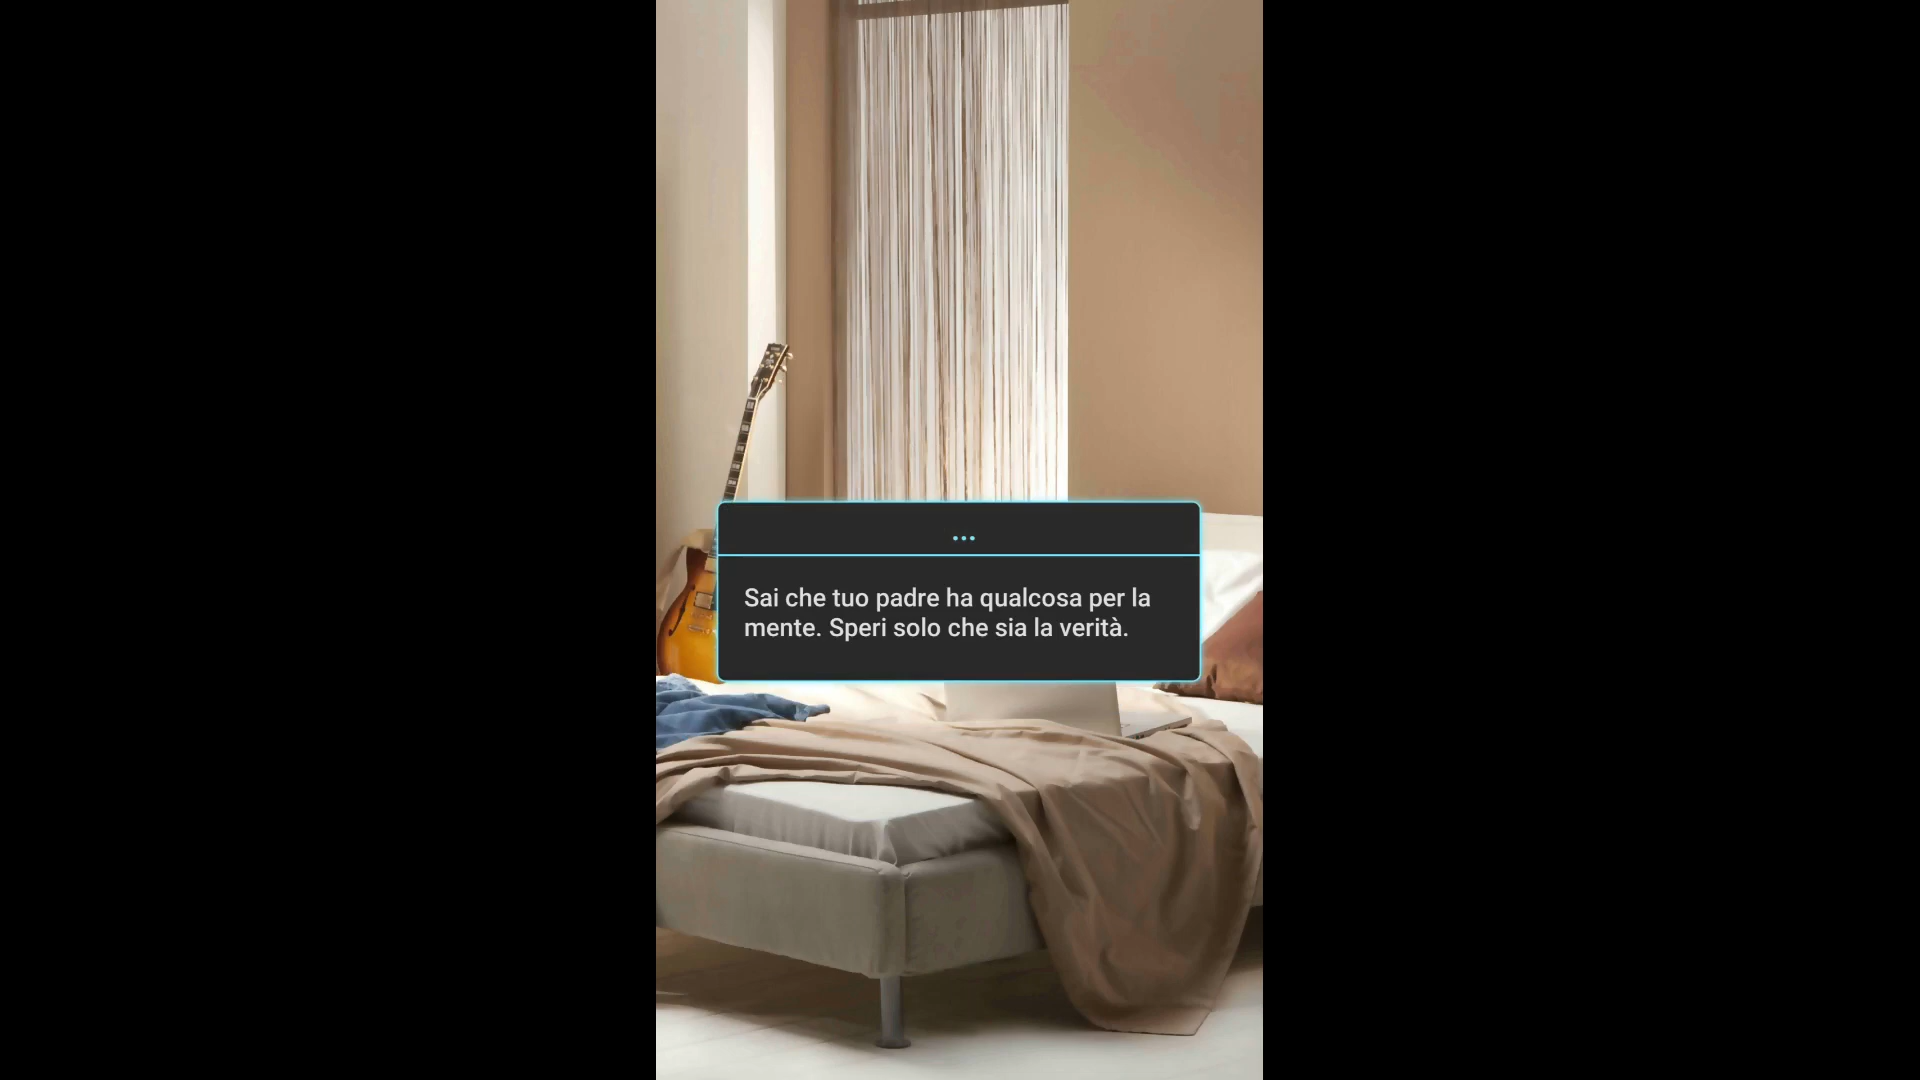 ...
Sai che tuo padre ha qualcosa per la
mente. Speri solo che sia la verità.